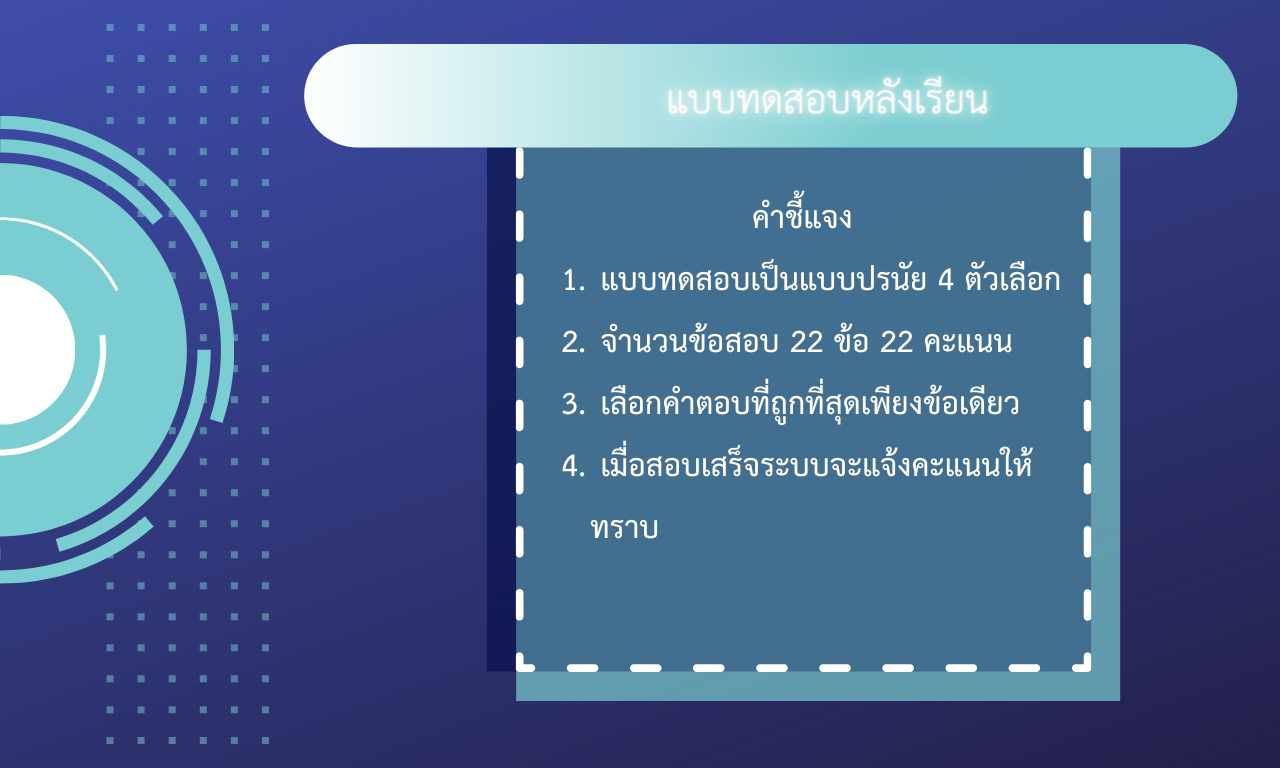 แบบทดสอบหลังเรียน
คำชี้แจง
1. แบบทดสอบเป็นแบบปรนัย 4 ตัวเลือก
2. จำนวนข้อสอบ 22 ข้อ 22 คะแนน
3. เลือกคำตอบที่ถูกที่สุดเพียงข้อเดียว
4. เมื่อสอบเสร็จระบบจะแจ้งคะแนนให้
ทราบ